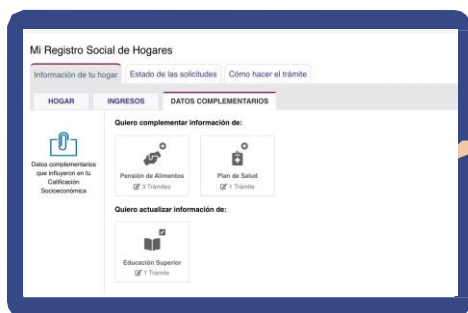 Mi Registro Social de Hogares
Información de tu hogar
Estado de las solicitudes
Cómo hacer el trámite
HOGAR
INGRESOS
DATOS COMPLEMENTARIOS
Datos complementarios
que influyeron en tu
Calificación
Socioeconómica
Quiero complementar información de:
Pensión de Alimentos
3 Trámites
Plan de Salud
1 Trámite
Quiero actualizar información de:
Educación Superior
1 Trámite